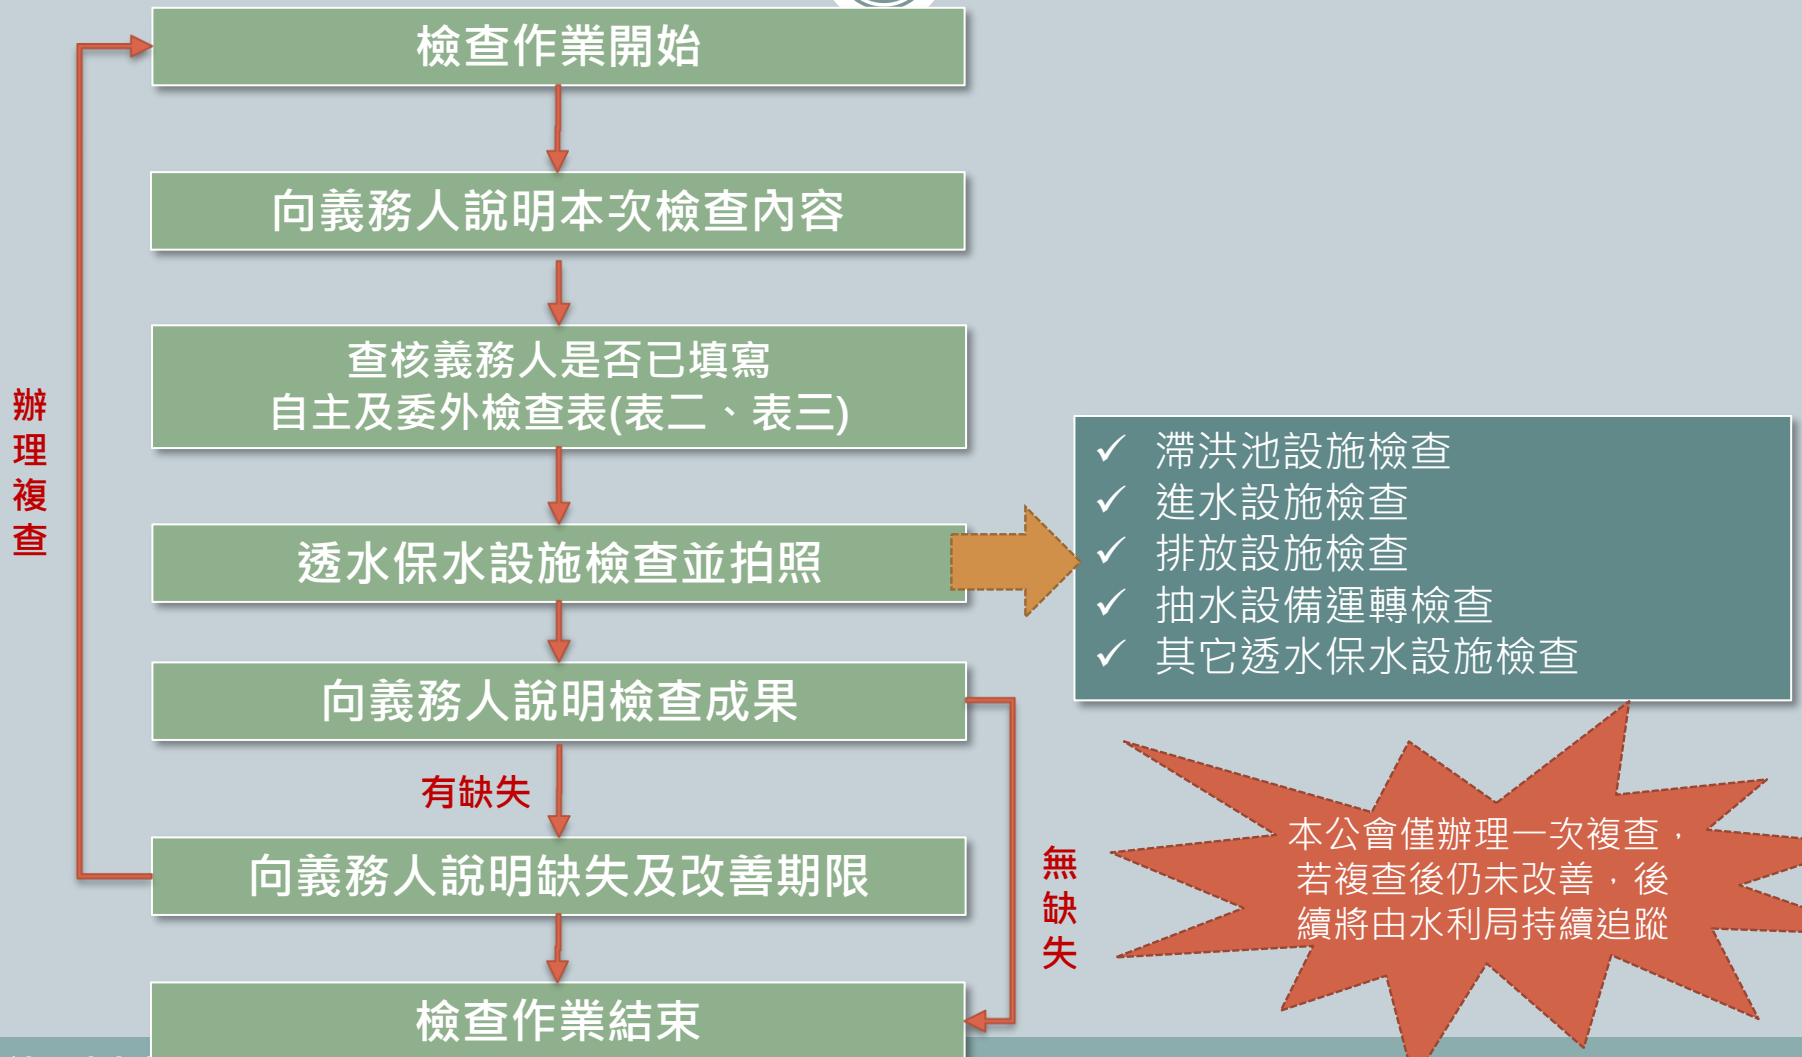 檢查作業開始
向義務人說明本次檢查內容
查核義務人是否已填寫
自主及委外檢查表(表二、表三)
透水保水設施檢查並拍照
✓ 滯洪池設施檢查
✓ 進水設施檢查
✓ 排放設施檢查
✓ 抽水設備運轉檢查
✓ 其它透水保水設施檢查
向義務人說明檢查成果
有缺失
向義務人說明缺失及改善期限
檢查作業結束
辦理複查
無缺失
本公會僅辦理一次複查，
若複查後仍未改善，後
續將由水利局持續追蹤